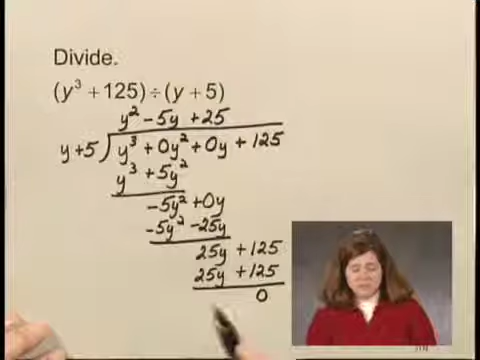 Divide.
(y³ + 125) ÷ (y + 5)
y² - 5y + 25
y + 5 ) y³ + 0y² + 0y + 125
y³ + 5y²
-5y² + 0y
-5y² - 25y
25y + 125
25y + 125
0